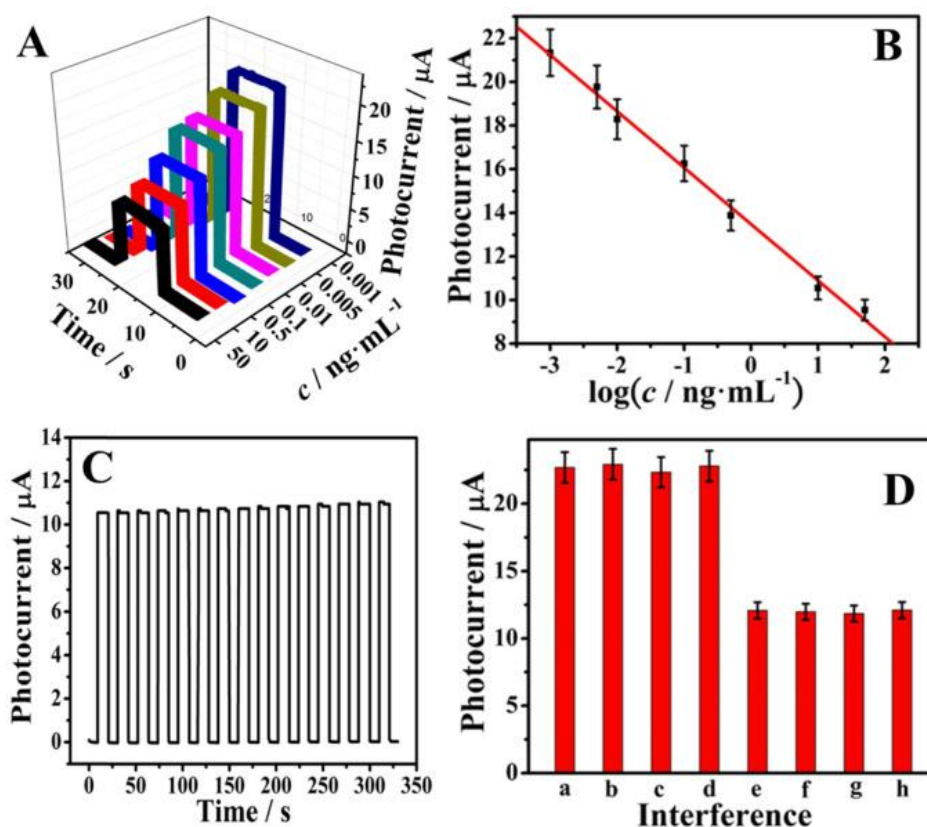 A
Photocurrent / μA
20
15
10
5
0
2
10
0
30
20
10
0
Time / s
50
10
0.5
0.1
0.01
0.005
0.001
c / ng·mL⁻¹
B
Photocurrent / μA
22
20
18
16
14
12
10
8
-3 -2 -1 0 1 2
log(c / ng·mL⁻¹)
C
Photocurrent / μA
14
12
10
8
6
4
2
0
0 50 100 150 200 250 300 350
Time / s
D
Photocurrent / μA
20
15
10
5
0
a b c d e f g h
Interference